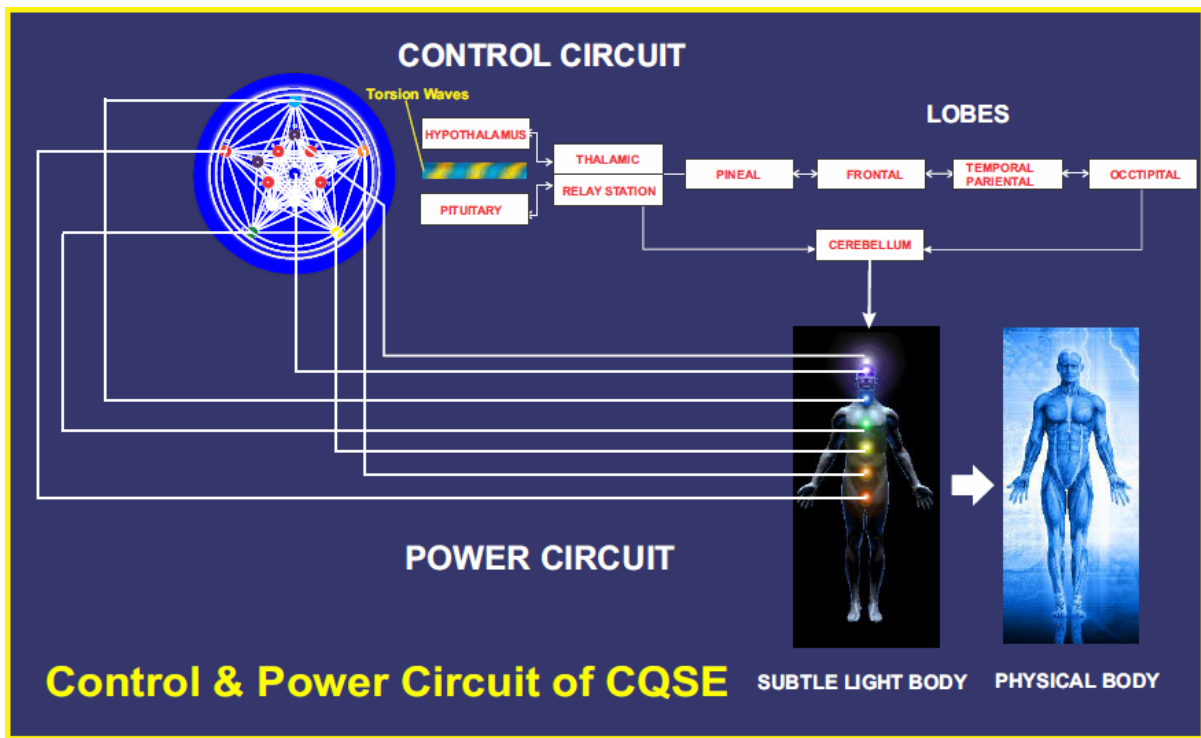 CONTROL CIRCUIT
Torsion Waves
LOBES
HYPOTHALAMUS
THALAMIC
RELAY STATION
PITUITARY
PINEAL
FRONTAL
TEMPORAL
PARIENTAL
OCCTIPITAL
CEREBELLUM
POWER CIRCUIT
Control & Power Circuit of CQSE
SUBTLE LIGHT BODY
PHYSICAL BODY